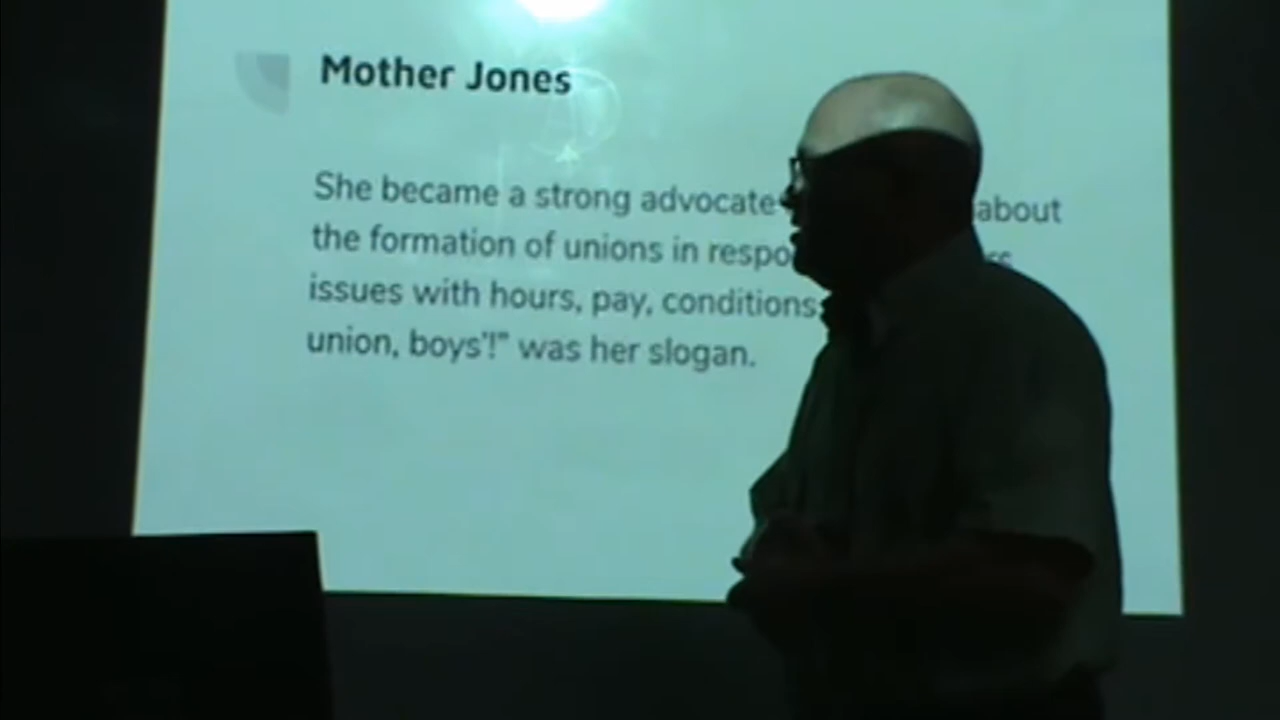 Mother Jones
She became a strong advocate about
the formation of unions in
issues with hours, pay, conditions
union, boys'!" was her slogan.